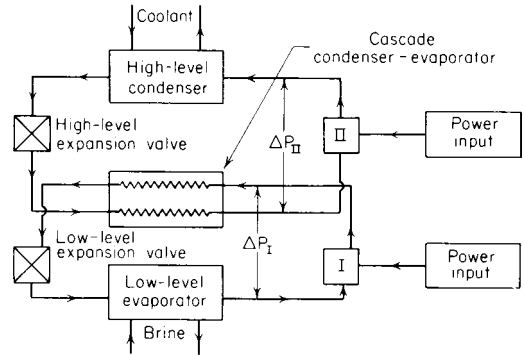 Coolant
Cascade
condenser-evaporator
High-level
condenser
High-level
expansion valve
ΔP_II
II
Power
input
Low-level
expansion valve
ΔP_I
I
Power
input
Low-level
evaporator
Brine